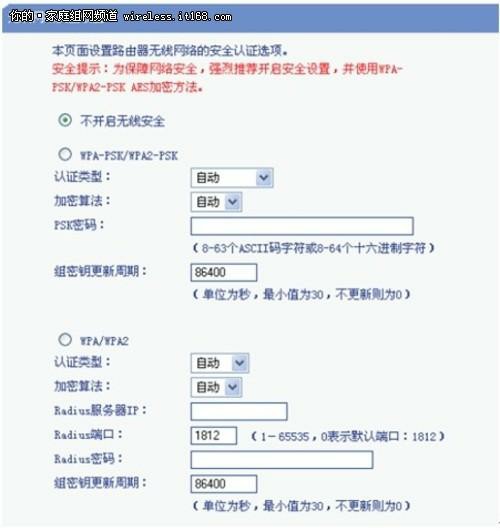 你的·家庭组网频道 wireless.it168.com
本页面设置路由器无线网络的安全认证选项。
安全提示：为保障网络安全，强烈推荐开启安全设置，并使用WPA-
PSK/WPA2-PSK AES加密方法。
不开启无线安全
WPA-PSK/WPA2-PSK
认证类型： 自动
加密算法： 自动
PSK密码：
（8-63个ASCII码字符或8-64个十六进制字符）
组密钥更新周期： 86400
（单位为秒，最小值为30，不更新则为0）
WPA/WPA2
认证类型： 自动
加密算法： 自动
Radius服务器IP：
Radius端口： 1812 （1－65535，0表示默认端口：1812）
Radius密码：
组密钥更新周期： 86400
（单位为秒，最小值为30，不更新则为0）